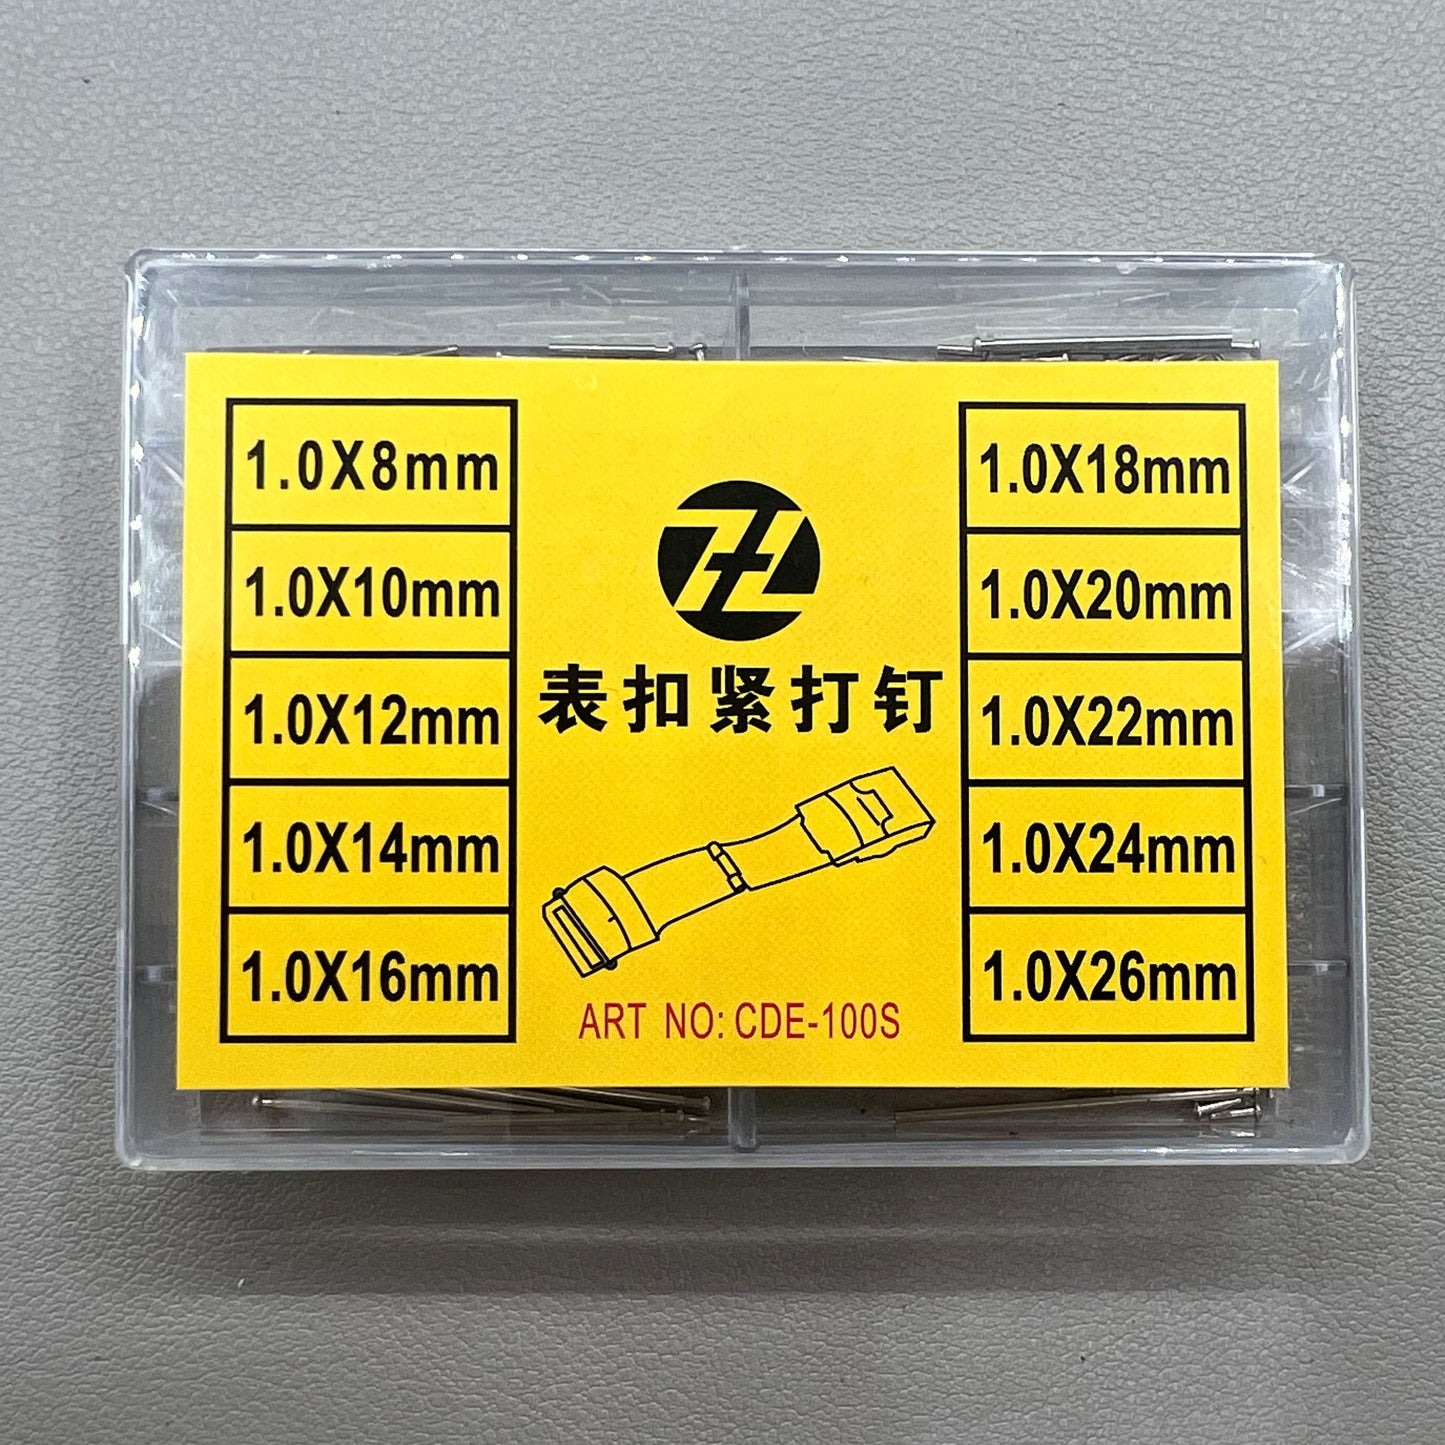 1.0X8mm
1.0X10mm
1.0X12mm
1.0X14mm
1.0X16mm
表扣紧打钉
ART NO: CDE-100S
1.0X18mm
1.0X20mm
1.0X22mm
1.0X24mm
1.0X26mm